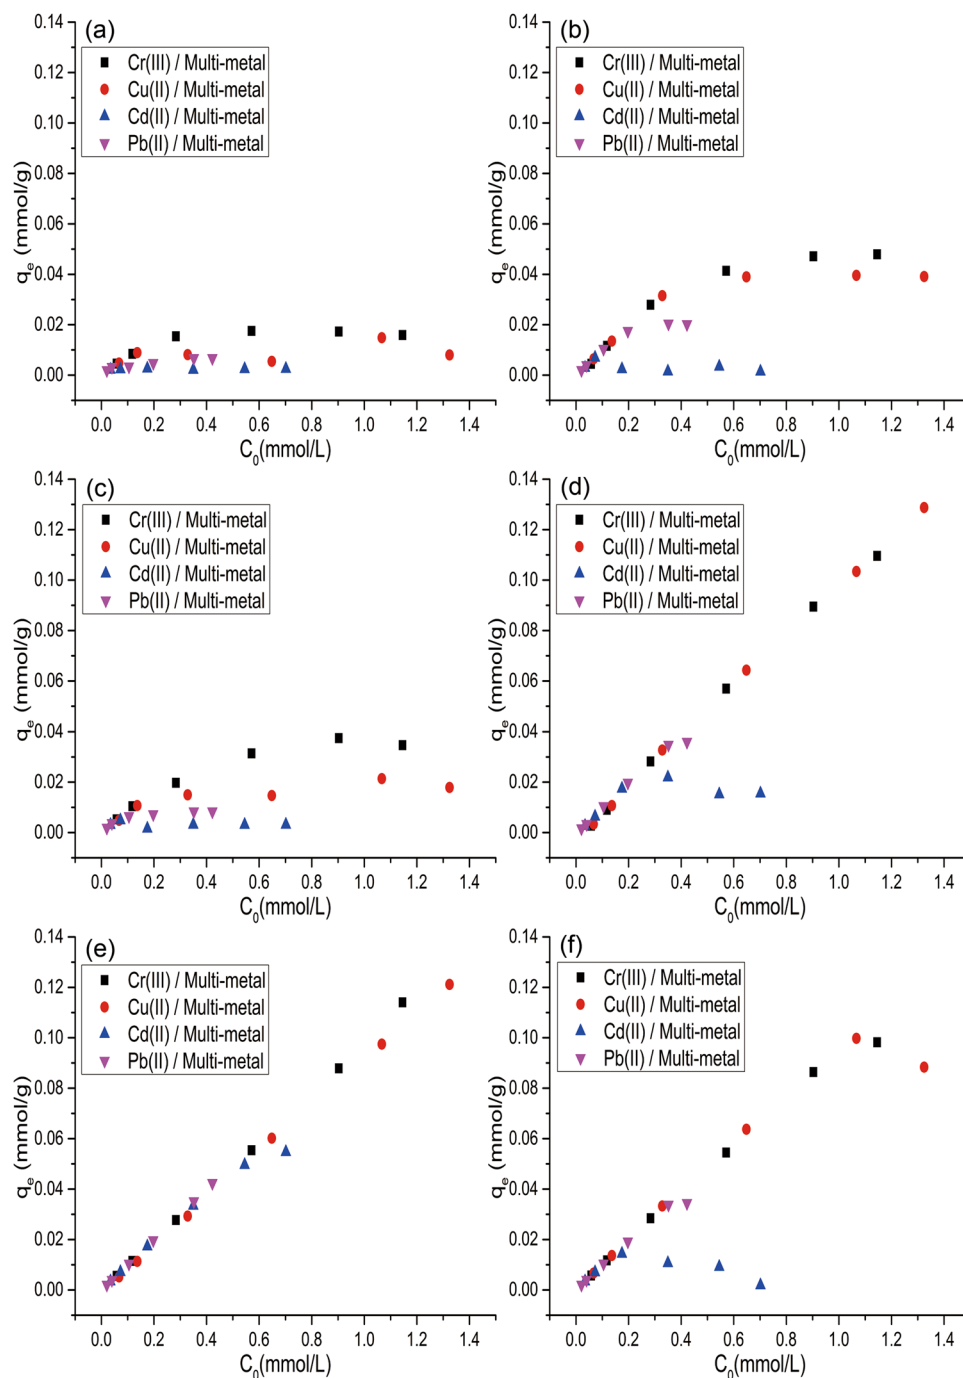 (a)
Cr(III) / Multi-metal
Cu(II) / Multi-metal
Cd(II) / Multi-metal
Pb(II) / Multi-metal
0.14
0.12
0.10
0.08
0.06
0.04
0.02
0.00
qe (mmol/g)
0.0 0.2 0.4 0.6 0.8 1.0 1.2 1.4
C0(mmol/L)
(b)
Cr(III) / Multi-metal
Cu(II) / Multi-metal
Cd(II) / Multi-metal
Pb(II) / Multi-metal
0.14
0.12
0.10
0.08
0.06
0.04
0.02
0.00
qe (mmol/g)
0.0 0.2 0.4 0.6 0.8 1.0 1.2 1.4
C0(mmol/L)
(c)
Cr(III) / Multi-metal
Cu(II) / Multi-metal
Cd(II) / Multi-metal
Pb(II) / Multi-metal
0.14
0.12
0.10
0.08
0.06
0.04
0.02
0.00
qe (mmol/g)
0.0 0.2 0.4 0.6 0.8 1.0 1.2 1.4
C0(mmol/L)
(d)
Cr(III) / Multi-metal
Cu(II) / Multi-metal
Cd(II) / Multi-metal
Pb(II) / Multi-metal
0.14
0.12
0.10
0.08
0.06
0.04
0.02
0.00
qe (mmol/g)
0.0 0.2 0.4 0.6 0.8 1.0 1.2 1.4
C0(mmol/L)
(e)
Cr(III) / Multi-metal
Cu(II) / Multi-metal
Cd(II) / Multi-metal
Pb(II) / Multi-metal
0.14
0.12
0.10
0.08
0.06
0.04
0.02
0.00
qe (mmol/g)
0.0 0.2 0.4 0.6 0.8 1.0 1.2 1.4
C0(mmol/L)
(f)
Cr(III) / Multi-metal
Cu(II) / Multi-metal
Cd(II) / Multi-metal
Pb(II) / Multi-metal
0.14
0.12
0.10
0.08
0.06
0.04
0.02
0.00
qe (mmol/g)
0.0 0.2 0.4 0.6 0.8 1.0 1.2 1.4
C0(mmol/L)